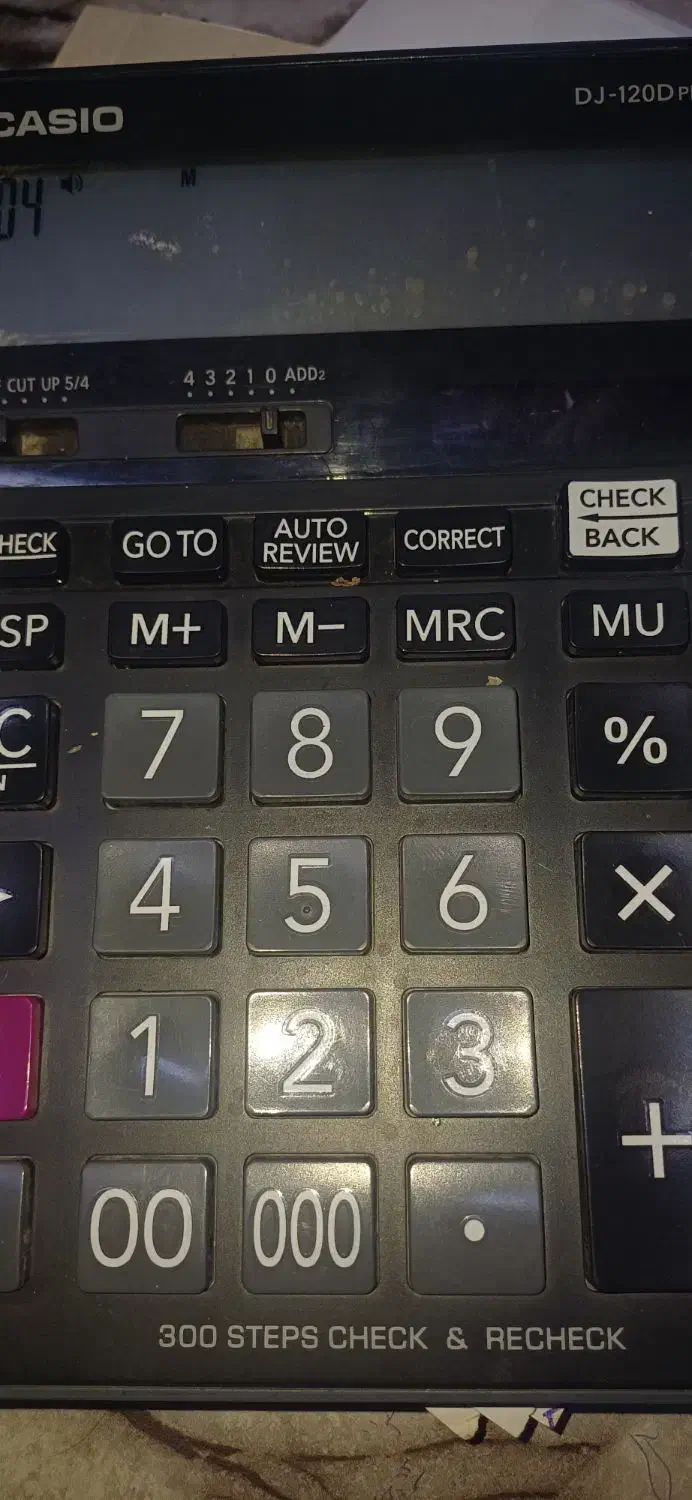 CASIO DJ-120D
04 M
CUT UP 5/4 4 3 2 1 0 ADD2
HECK GO TO AUTO REVIEW CORRECT CHECK BACK
SP M+ M− MRC MU
C 7 8 9 %
4 5 6 ×
1 2 3 +
00 000 .
300 STEPS CHECK & RECHECK